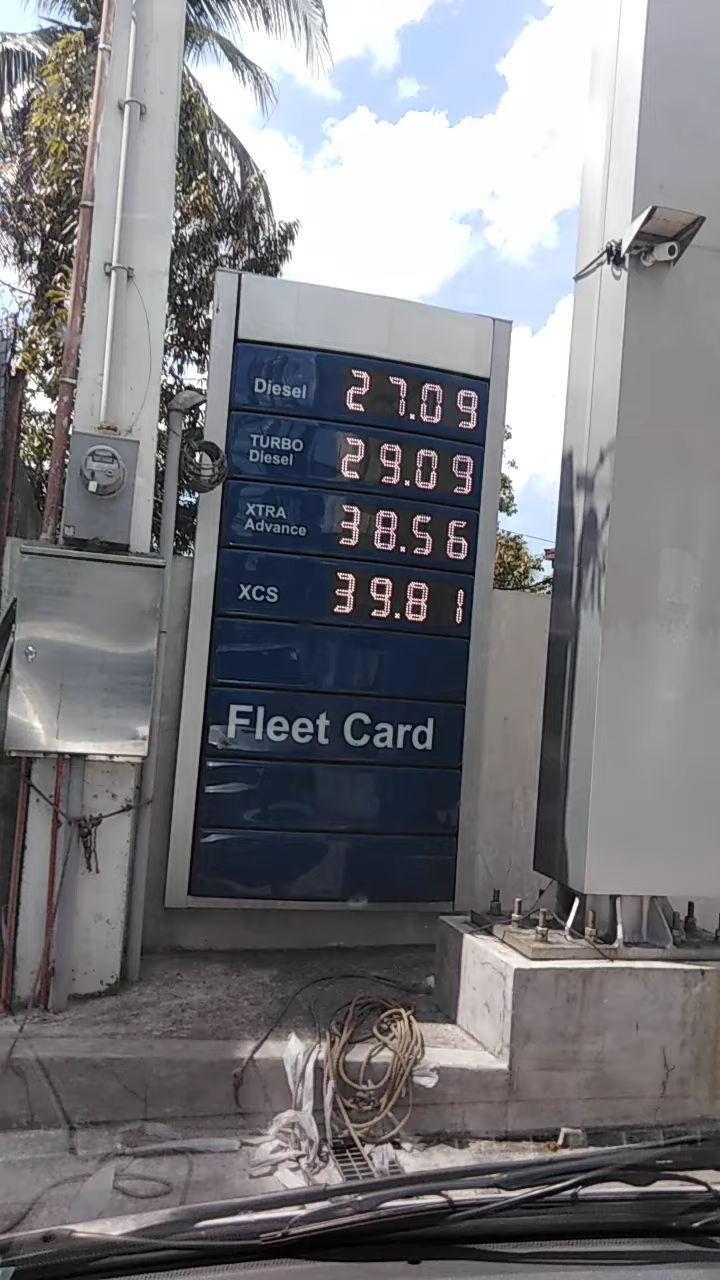 Diesel 27.09
TURBO
Diesel 29.09
XTRA
Advance 38.56
XCS 39.81
Fleet Card